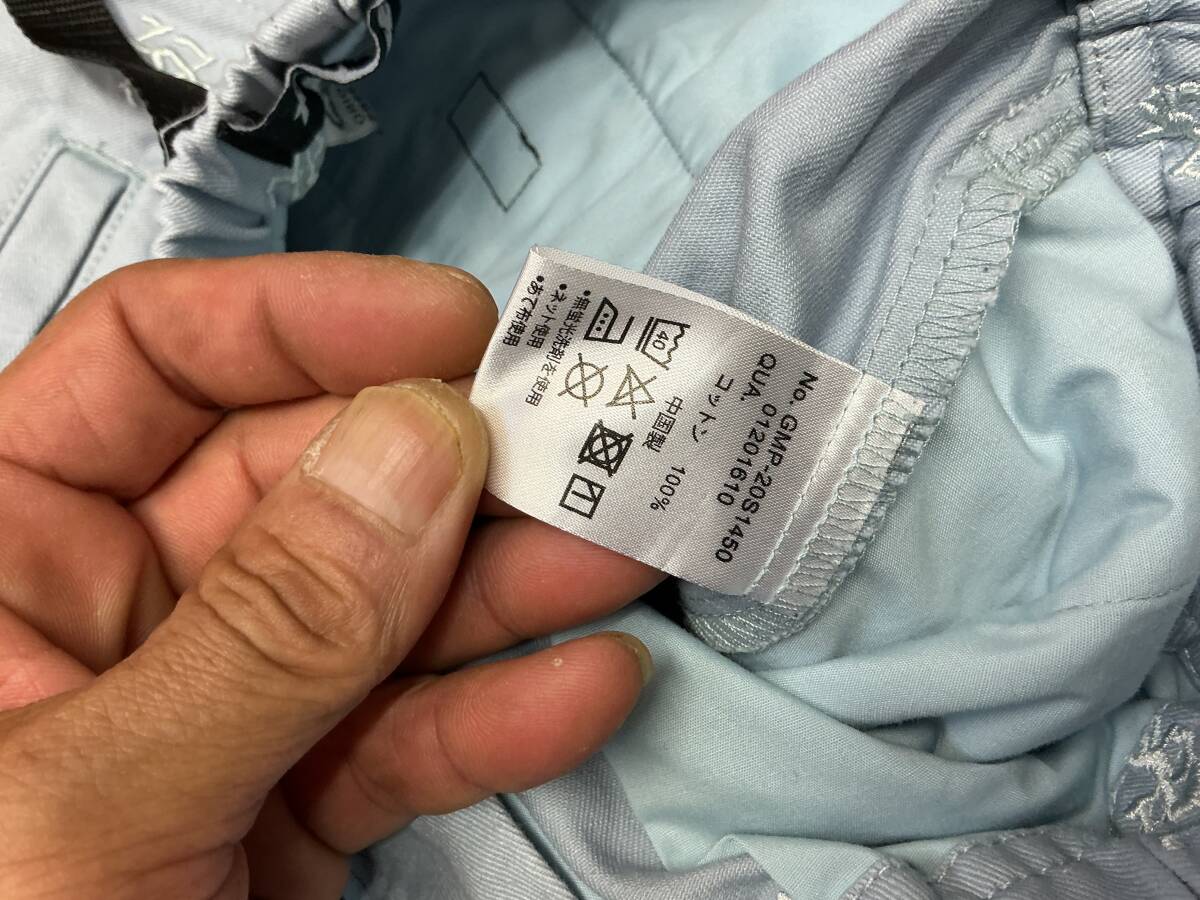 No. GMP-20S1450
QUA. 01201610
コットン 100%
中国製
40
•無蛍光洗剤を使用
•ネット使用
•あて布使用